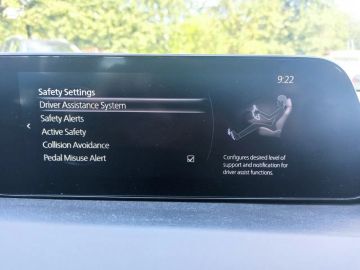 9:22
Safety Settings
Driver Assistance System
Safety Alerts
Active Safety
Collision Avoidance
Pedal Misuse Alert
Configures desired level of
support and notification for
driver assist functions.